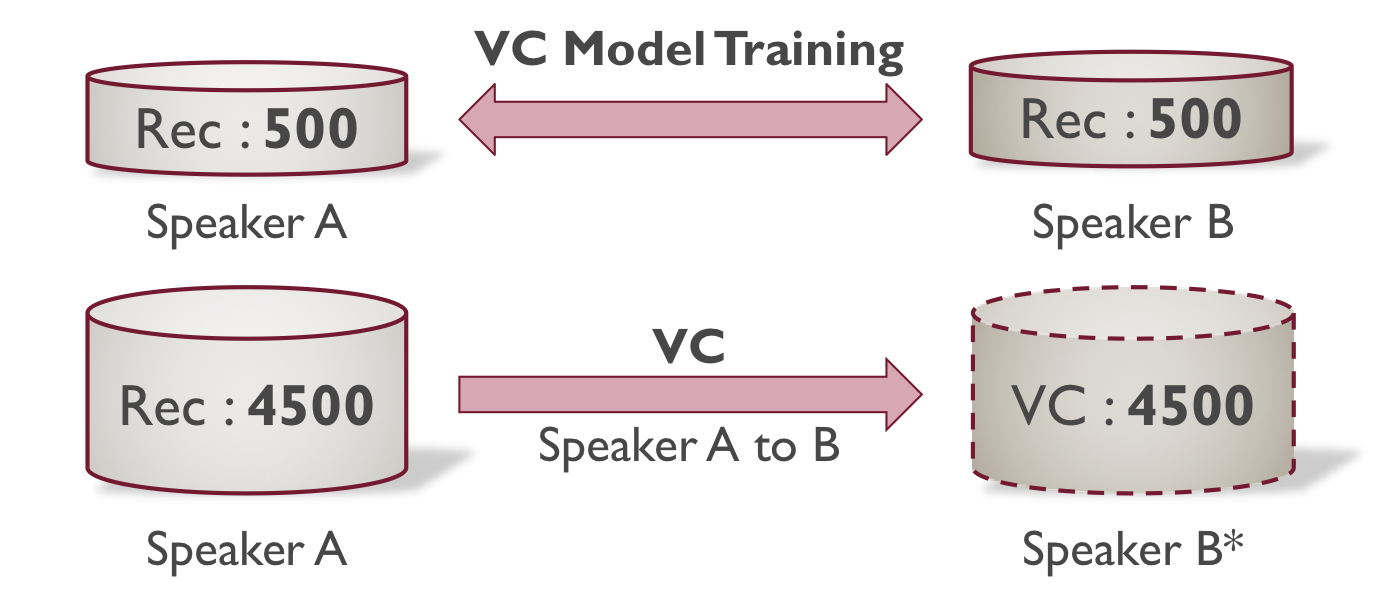 VC Model Training
Rec : 500
Rec : 500
Speaker A
Speaker B
VC
Rec : 4500
VC : 4500
Speaker A to B
Speaker A
Speaker B*